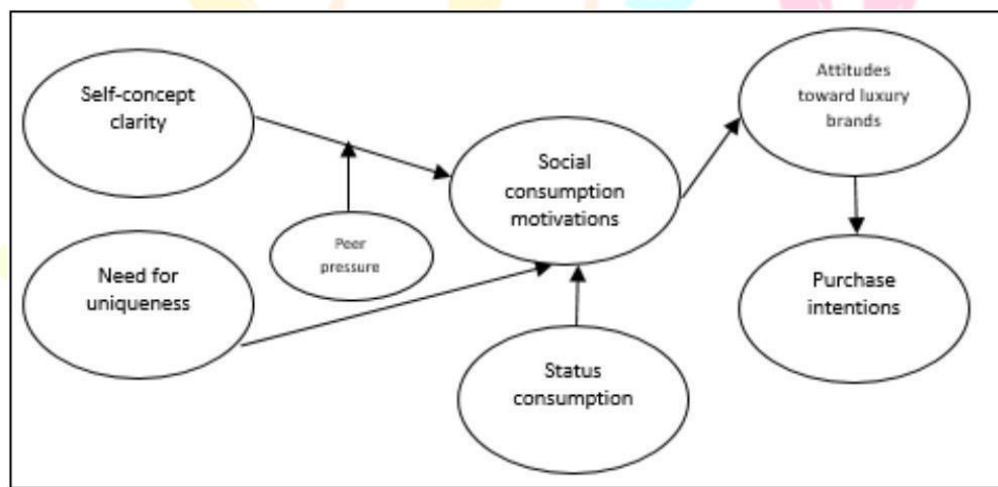 Self-concept
clarity
Peer
pressure
Need for
uniqueness
Social
consumption
motivations
Status
consumption
Attitudes
toward luxury
brands
Purchase
intentions